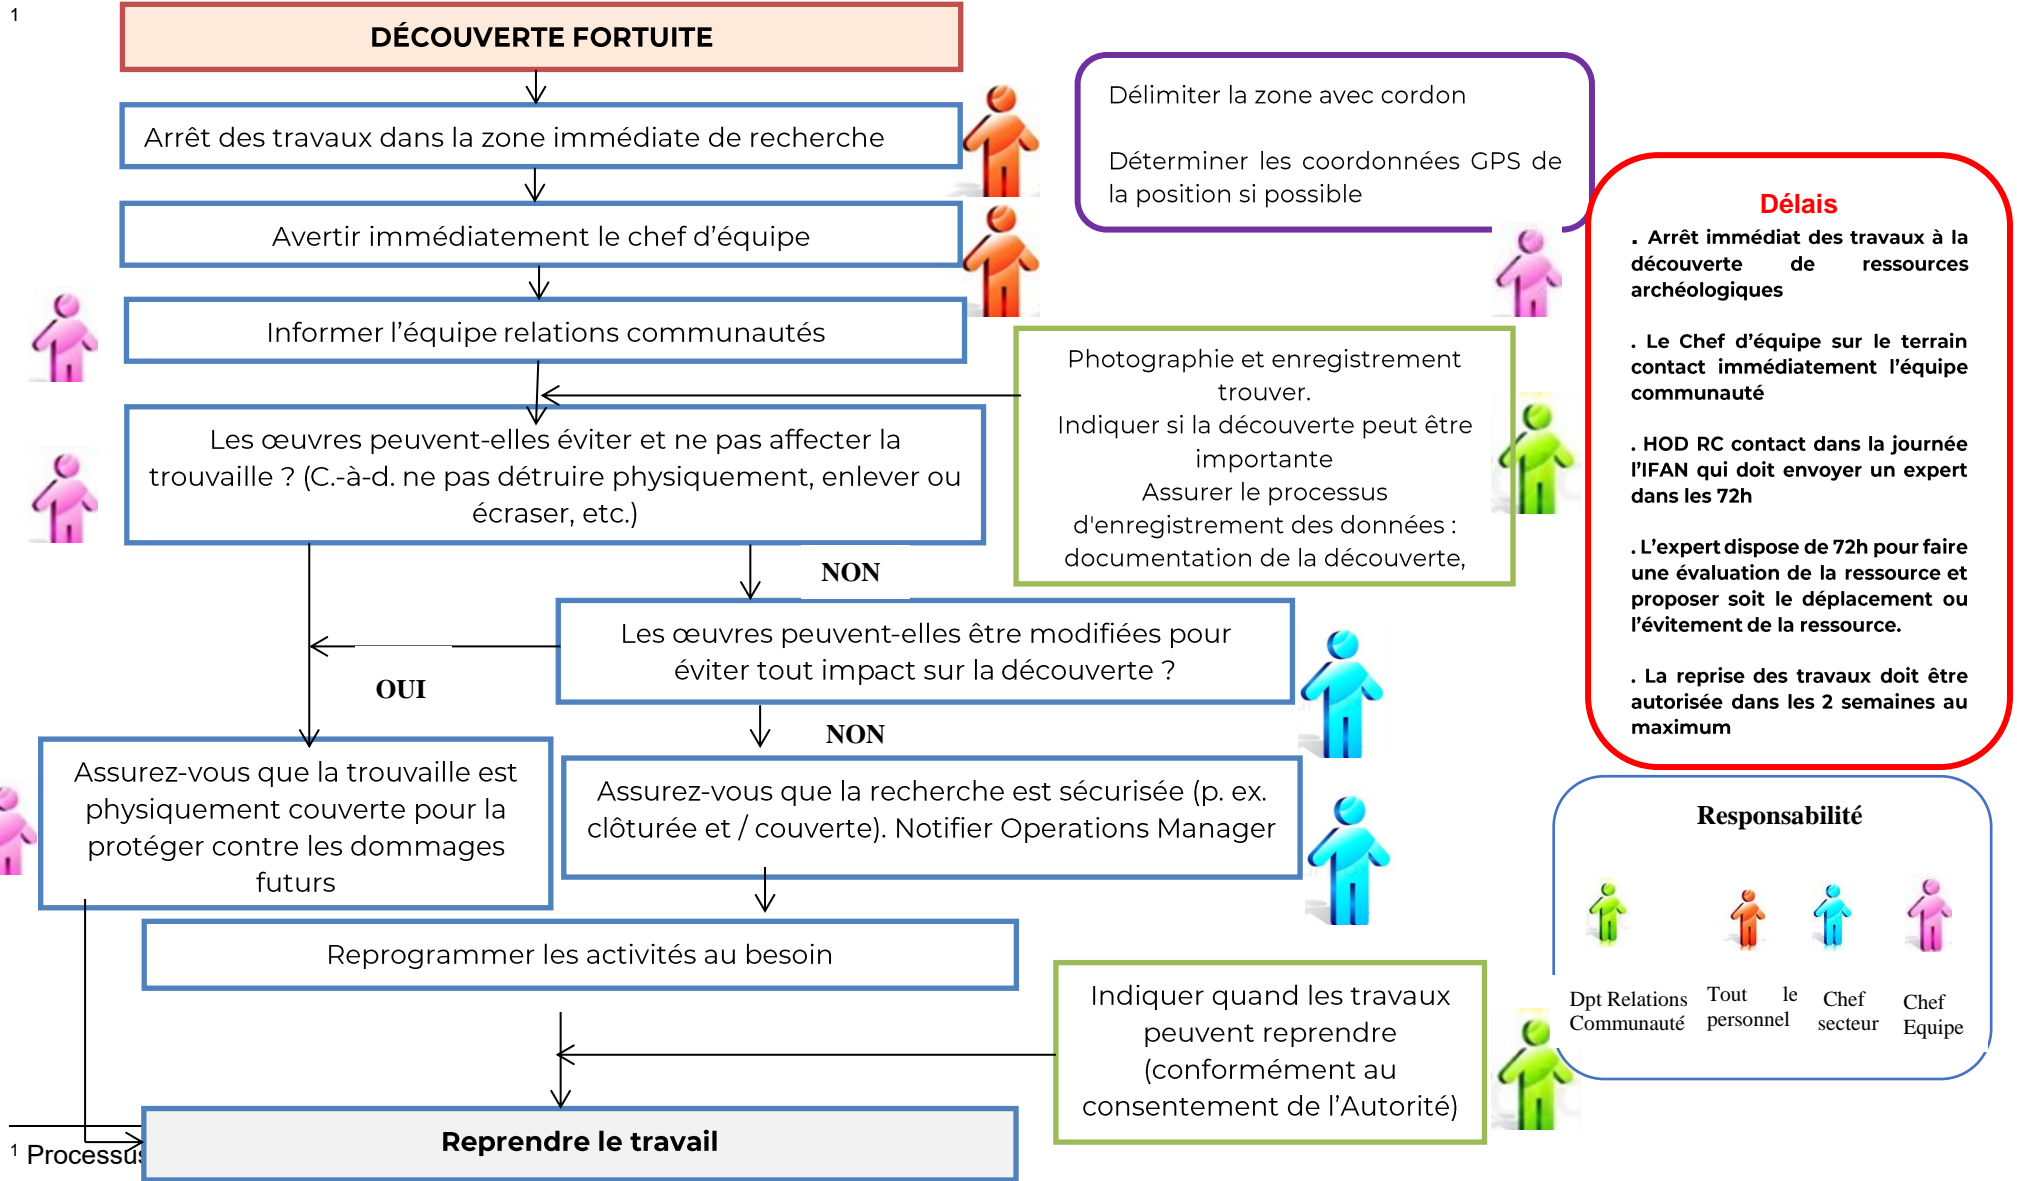 1
DÉCOUVERTE FORTUITE
Arrêt des travaux dans la zone immédiate de recherche
Avertir immédiatement le chef d’équipe
Informer l’équipe relations communautés
Les œuvres peuvent-elles éviter et ne pas affecter la
trouvaille ? (C.-à-d. ne pas détruire physiquement, enlever ou
écraser, etc.)
Délimiter la zone avec cordon
Déterminer les coordonnées GPS de
la position si possible
Photographie et enregistrement
trouver.
Indiquer si la découverte peut être
importante
Assurer le processus
d'enregistrement des données :
documentation de la découverte,
NON
Les œuvres peuvent-elles être modifiées pour
éviter tout impact sur la découverte ?
OUI
NON
Assurez-vous que la trouvaille est
physiquement couverte pour la
protéger contre les dommages
futurs
Assurez-vous que la recherche est sécurisée (p. ex.
clôturée et / couverte). Notifier Operations Manager
Reprogrammer les activités au besoin
Indiquer quand les travaux
peuvent reprendre
(conformément au
consentement de l’Autorité)
Reprendre le travail
Délais
. Arrêt immédiat des travaux à la
découverte de ressources
archéologiques
. Le Chef d’équipe sur le terrain
contact immédiatement l’équipe
communauté
. HOD RC contact dans la journée
l’IFAN qui doit envoyer un expert
dans les 72h
. L’expert dispose de 72h pour faire
une évaluation de la ressource et
proposer soit le déplacement ou
l’évitement de la ressource.
. La reprise des travaux doit être
autorisée dans les 2 semaines au
maximum
Responsabilité
Dpt Relations
Communauté
Tout le
personnel
Chef
secteur
Chef
Equipe
1 Processus